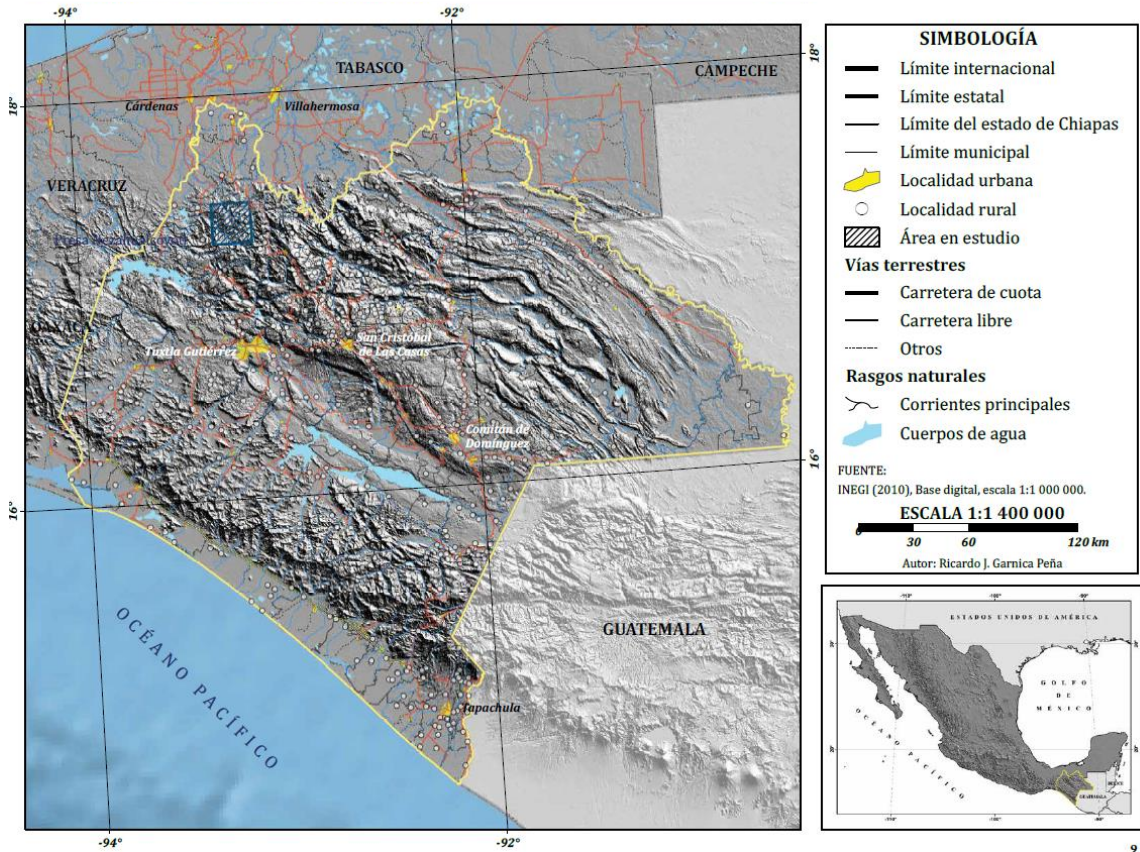 -94°
-92°
18°
18°
TABASCO
CAMPECHE
Cárdenas
Villahermosa
VERACRUZ
OAXACA
Tuxtla Gutiérrez
San Cristóbal
de Las Casas
Comitán de
Domínguez
16°
16°
OCÉANO PACÍFICO
GUATEMALA
Tapachula
-94°
-92°
SIMBOLOGÍA
Límite internacional
Límite estatal
Límite del estado de Chiapas
Límite municipal
Localidad urbana
Localidad rural
Área en estudio
Vías terrestres
Carretera de cuota
Carretera libre
Otros
Rasgos naturales
Corrientes principales
Cuerpos de agua
FUENTE:
INEGI (2010), Base digital, escala 1:1 000 000.
ESCALA 1:1 400 000
0 30 60 120 km
Autor: Ricardo J. Garnica Peña
ESTADOS UNIDOS DE AMÉRICA
GOLFO
DE
MÉXICO
OCÉANO PACÍFICO
GUATEMALA
9